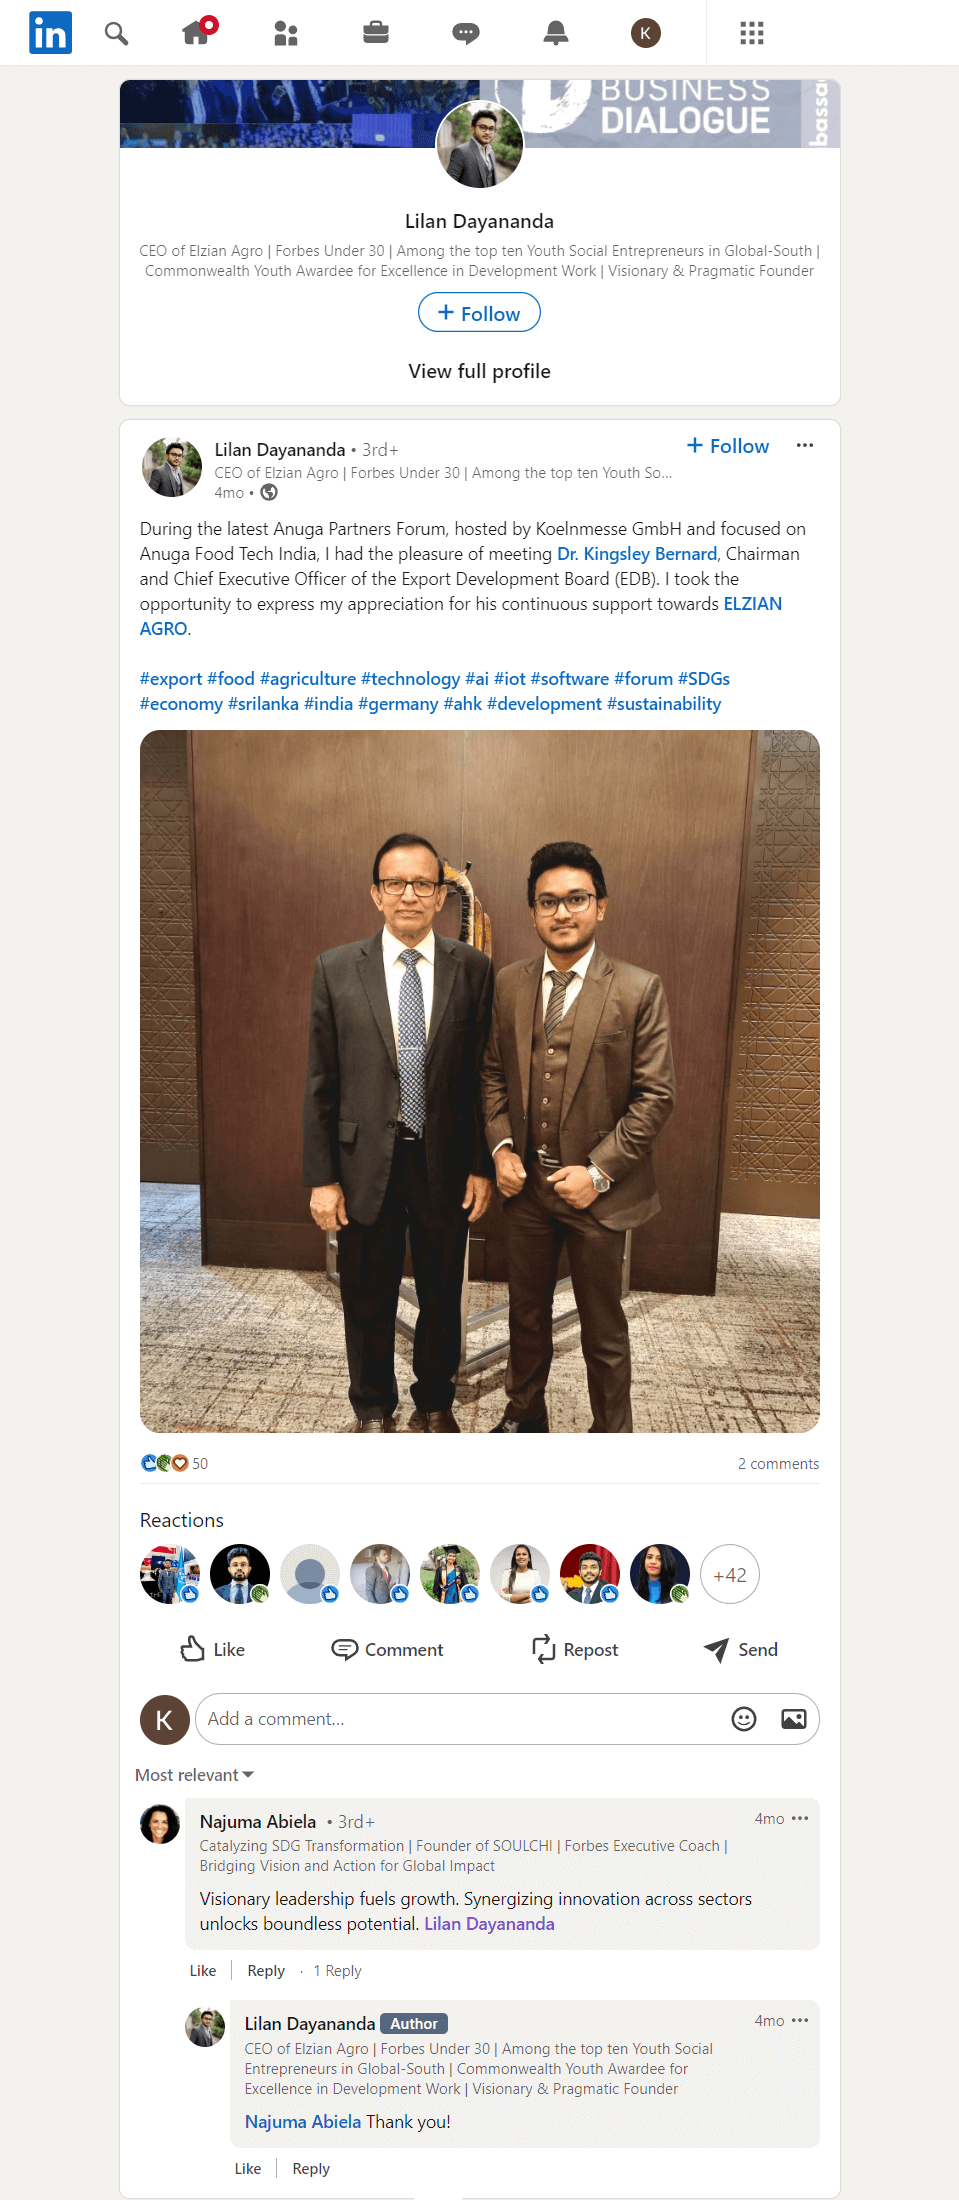 in
K
BUSINESS
DIALOGUE
bassa
Lilan Dayananda
CEO of Elzian Agro | Forbes Under 30 | Among the top ten Youth Social Entrepreneurs in Global-South |
Commonwealth Youth Awardee for Excellence in Development Work | Visionary & Pragmatic Founder
+ Follow
View full profile
Lilan Dayananda • 3rd+
+ Follow
CEO of Elzian Agro | Forbes Under 30 | Among the top ten Youth So...
4mo •
During the latest Anuga Partners Forum, hosted by Koelnmesse GmbH and focused on
Anuga Food Tech India, I had the pleasure of meeting Dr. Kingsley Bernard, Chairman
and Chief Executive Officer of the Export Development Board (EDB). I took the
opportunity to express my appreciation for his continuous support towards ELZIAN
AGRO.
#export #food #agriculture #technology #ai #iot #software #forum #SDGs
#economy #srilanka #india #germany #ahk #development #sustainability
50
2 comments
Reactions
+42
Like
Comment
Repost
Send
K
Add a comment...
Most relevant
Najuma Abiela • 3rd+
4mo
Catalyzing SDG Transformation | Founder of SOULCHI | Forbes Executive Coach |
Bridging Vision and Action for Global Impact
Visionary leadership fuels growth. Synergizing innovation across sectors
unlocks boundless potential. Lilan Dayananda
Like | Reply · 1 Reply
Lilan Dayananda Author
4mo
CEO of Elzian Agro | Forbes Under 30 | Among the top ten Youth Social
Entrepreneurs in Global-South | Commonwealth Youth Awardee for
Excellence in Development Work | Visionary & Pragmatic Founder
Najuma Abiela Thank you!
Like | Reply